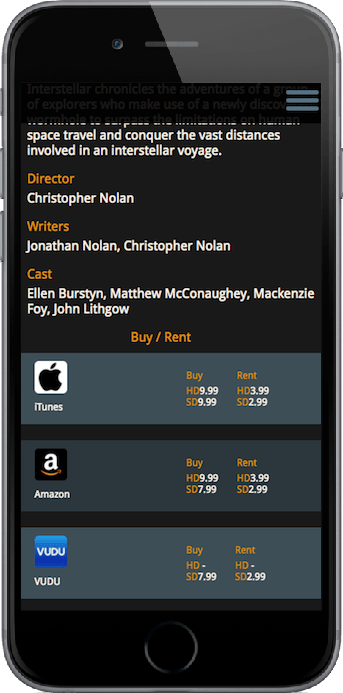 Interstellar chronicles the adventures of a group
of explorers who make use of a newly
wormhole to surpass the limitations on human
space travel and conquer the vast distances
involved in an interstellar voyage.
Director
Christopher Nolan
Writers
Jonathan Nolan, Christopher Nolan
Cast
Ellen Burstyn, Matthew McConaughey, Mackenzie
Foy, John Lithgow
Buy / Rent
Buy Rent
HD9.99 HD3.99
SD9.99 SD2.99
iTunes
a
Buy Rent
HD9.99 HD3.99
SD7.99 SD2.99
Amazon
VUDU
Buy Rent
HD - HD -
SD7.99 SD2.99
VUDU